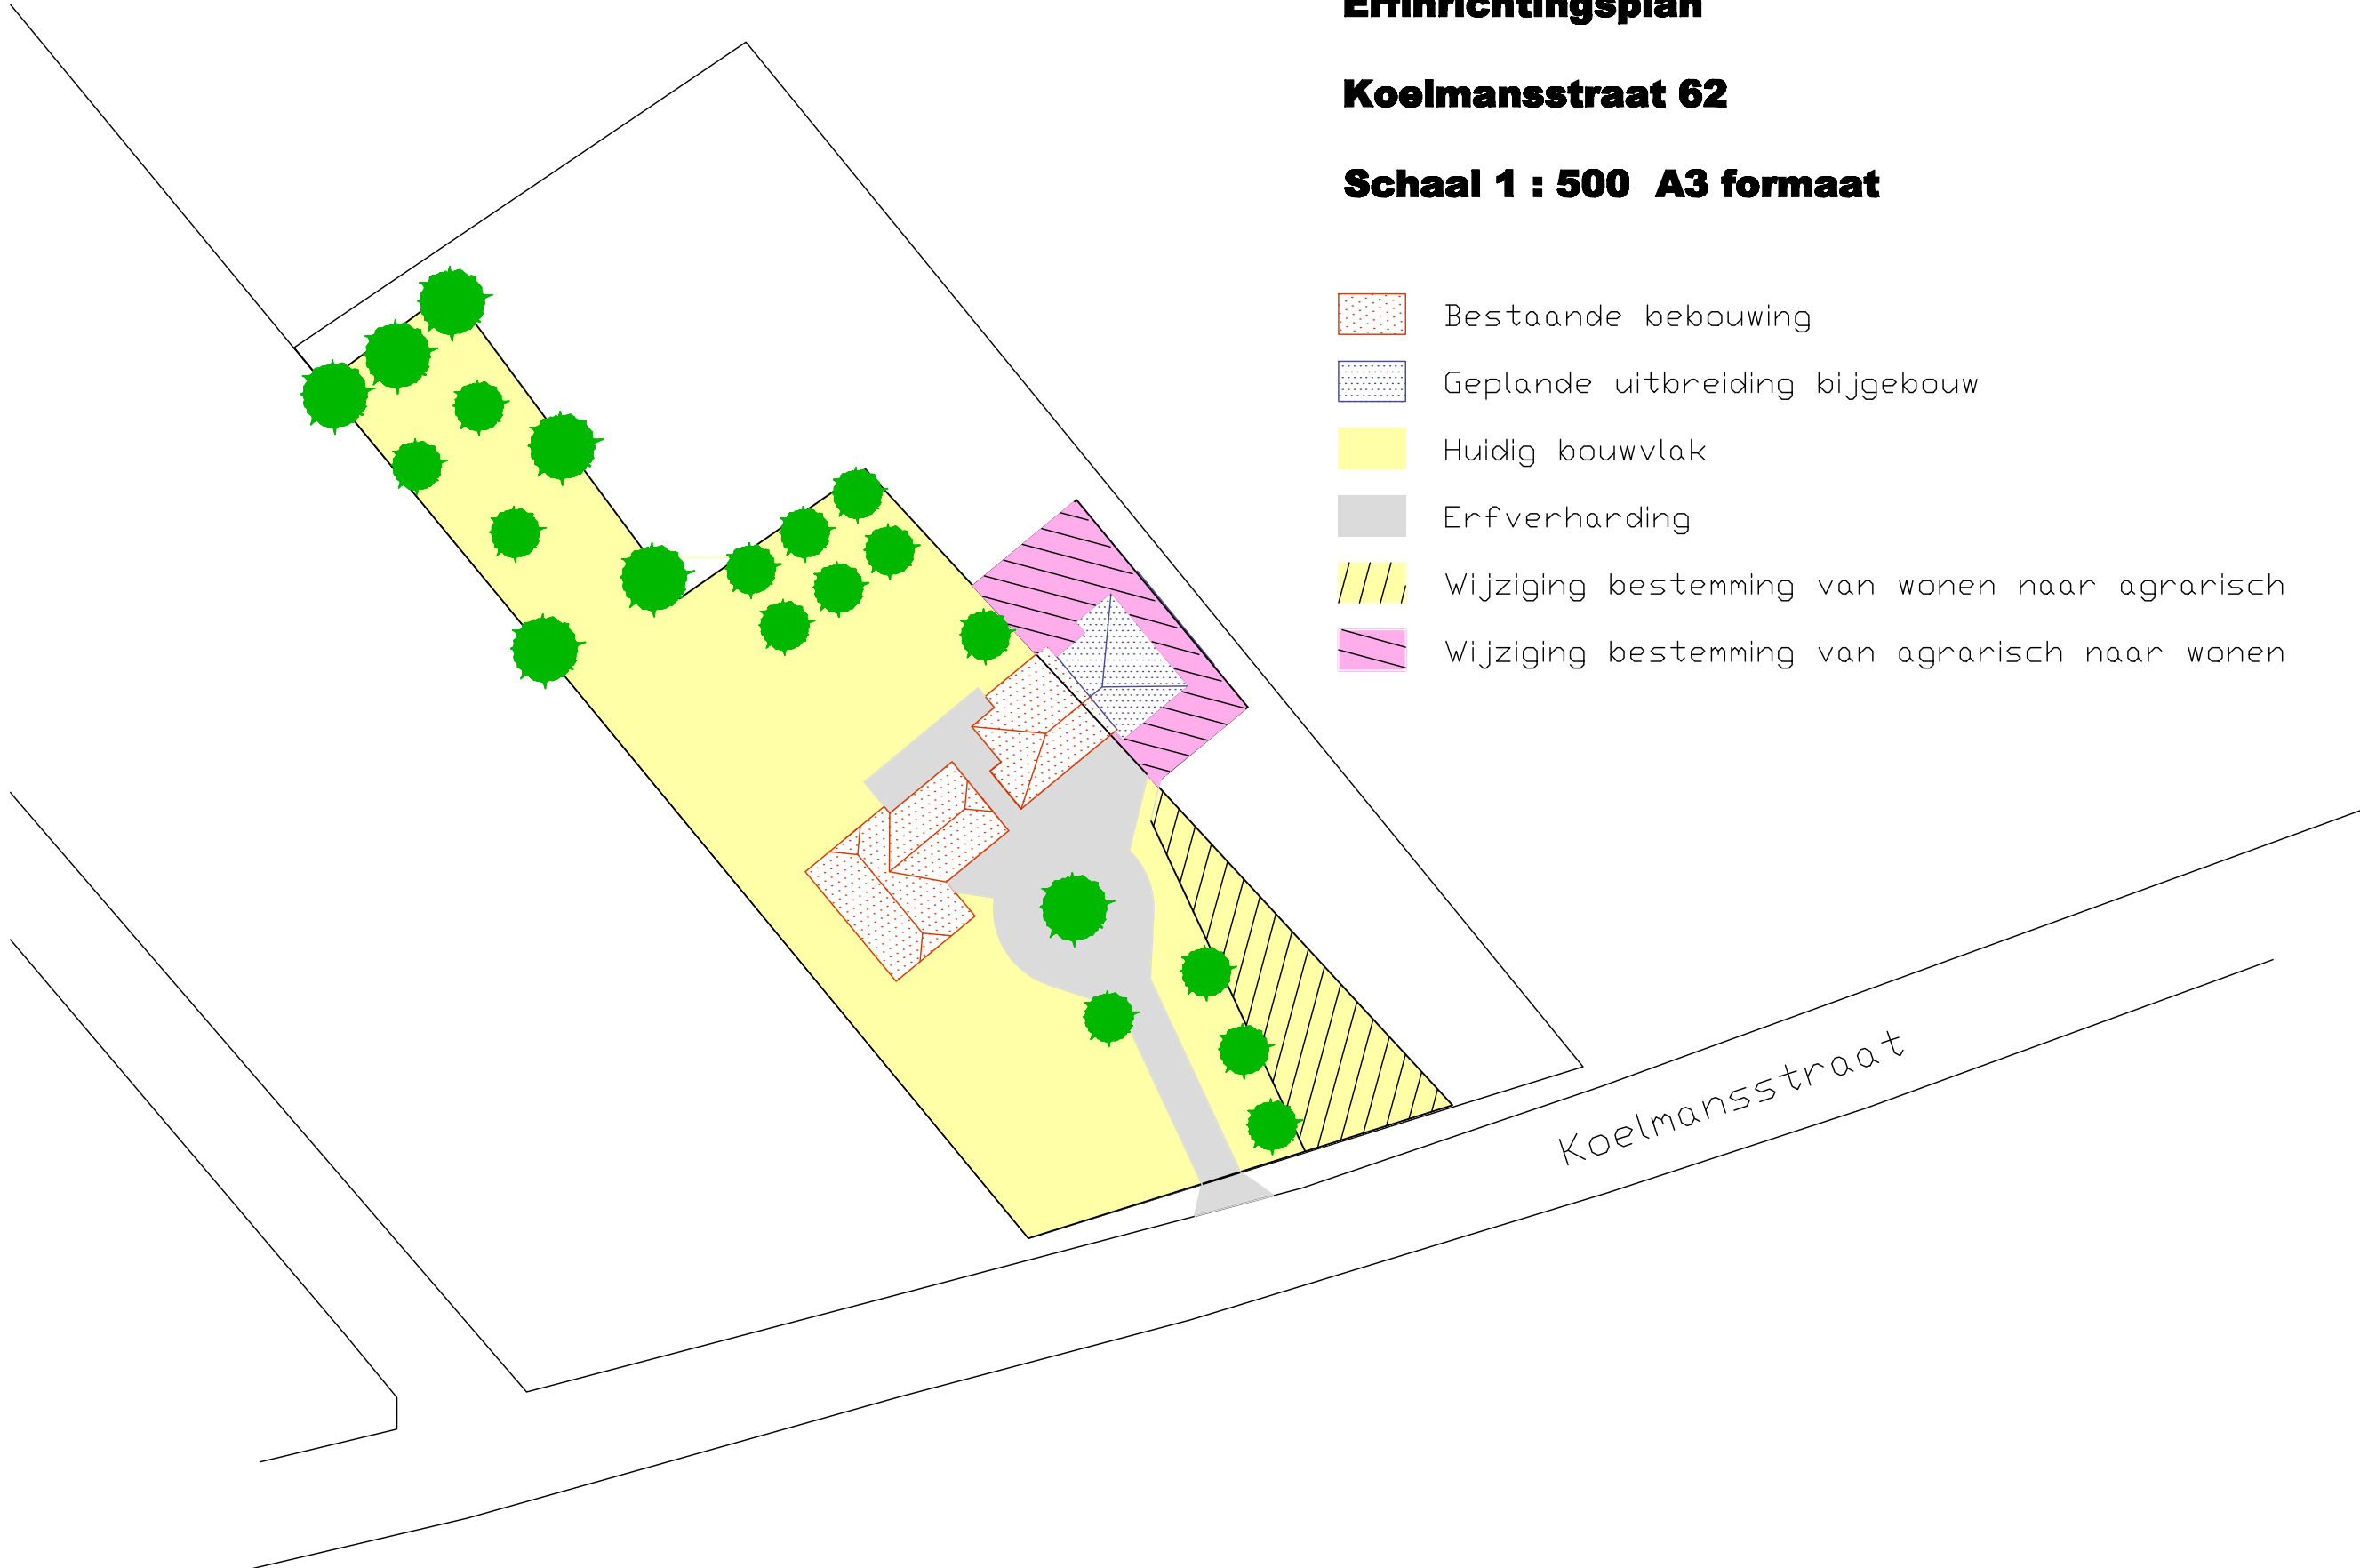 Erfinrichtingsplan
Koelmansstraat 62
Schaal 1 : 500 A3 formaat
Bestaande bebouwing
Geplande uitbreiding bijgebouw
Huidig bouwvlak
Erfverharding
Wijziging bestemming van wonen naar agrarisch
Wijziging bestemming van agrarisch naar wonen
Koelmansstraat